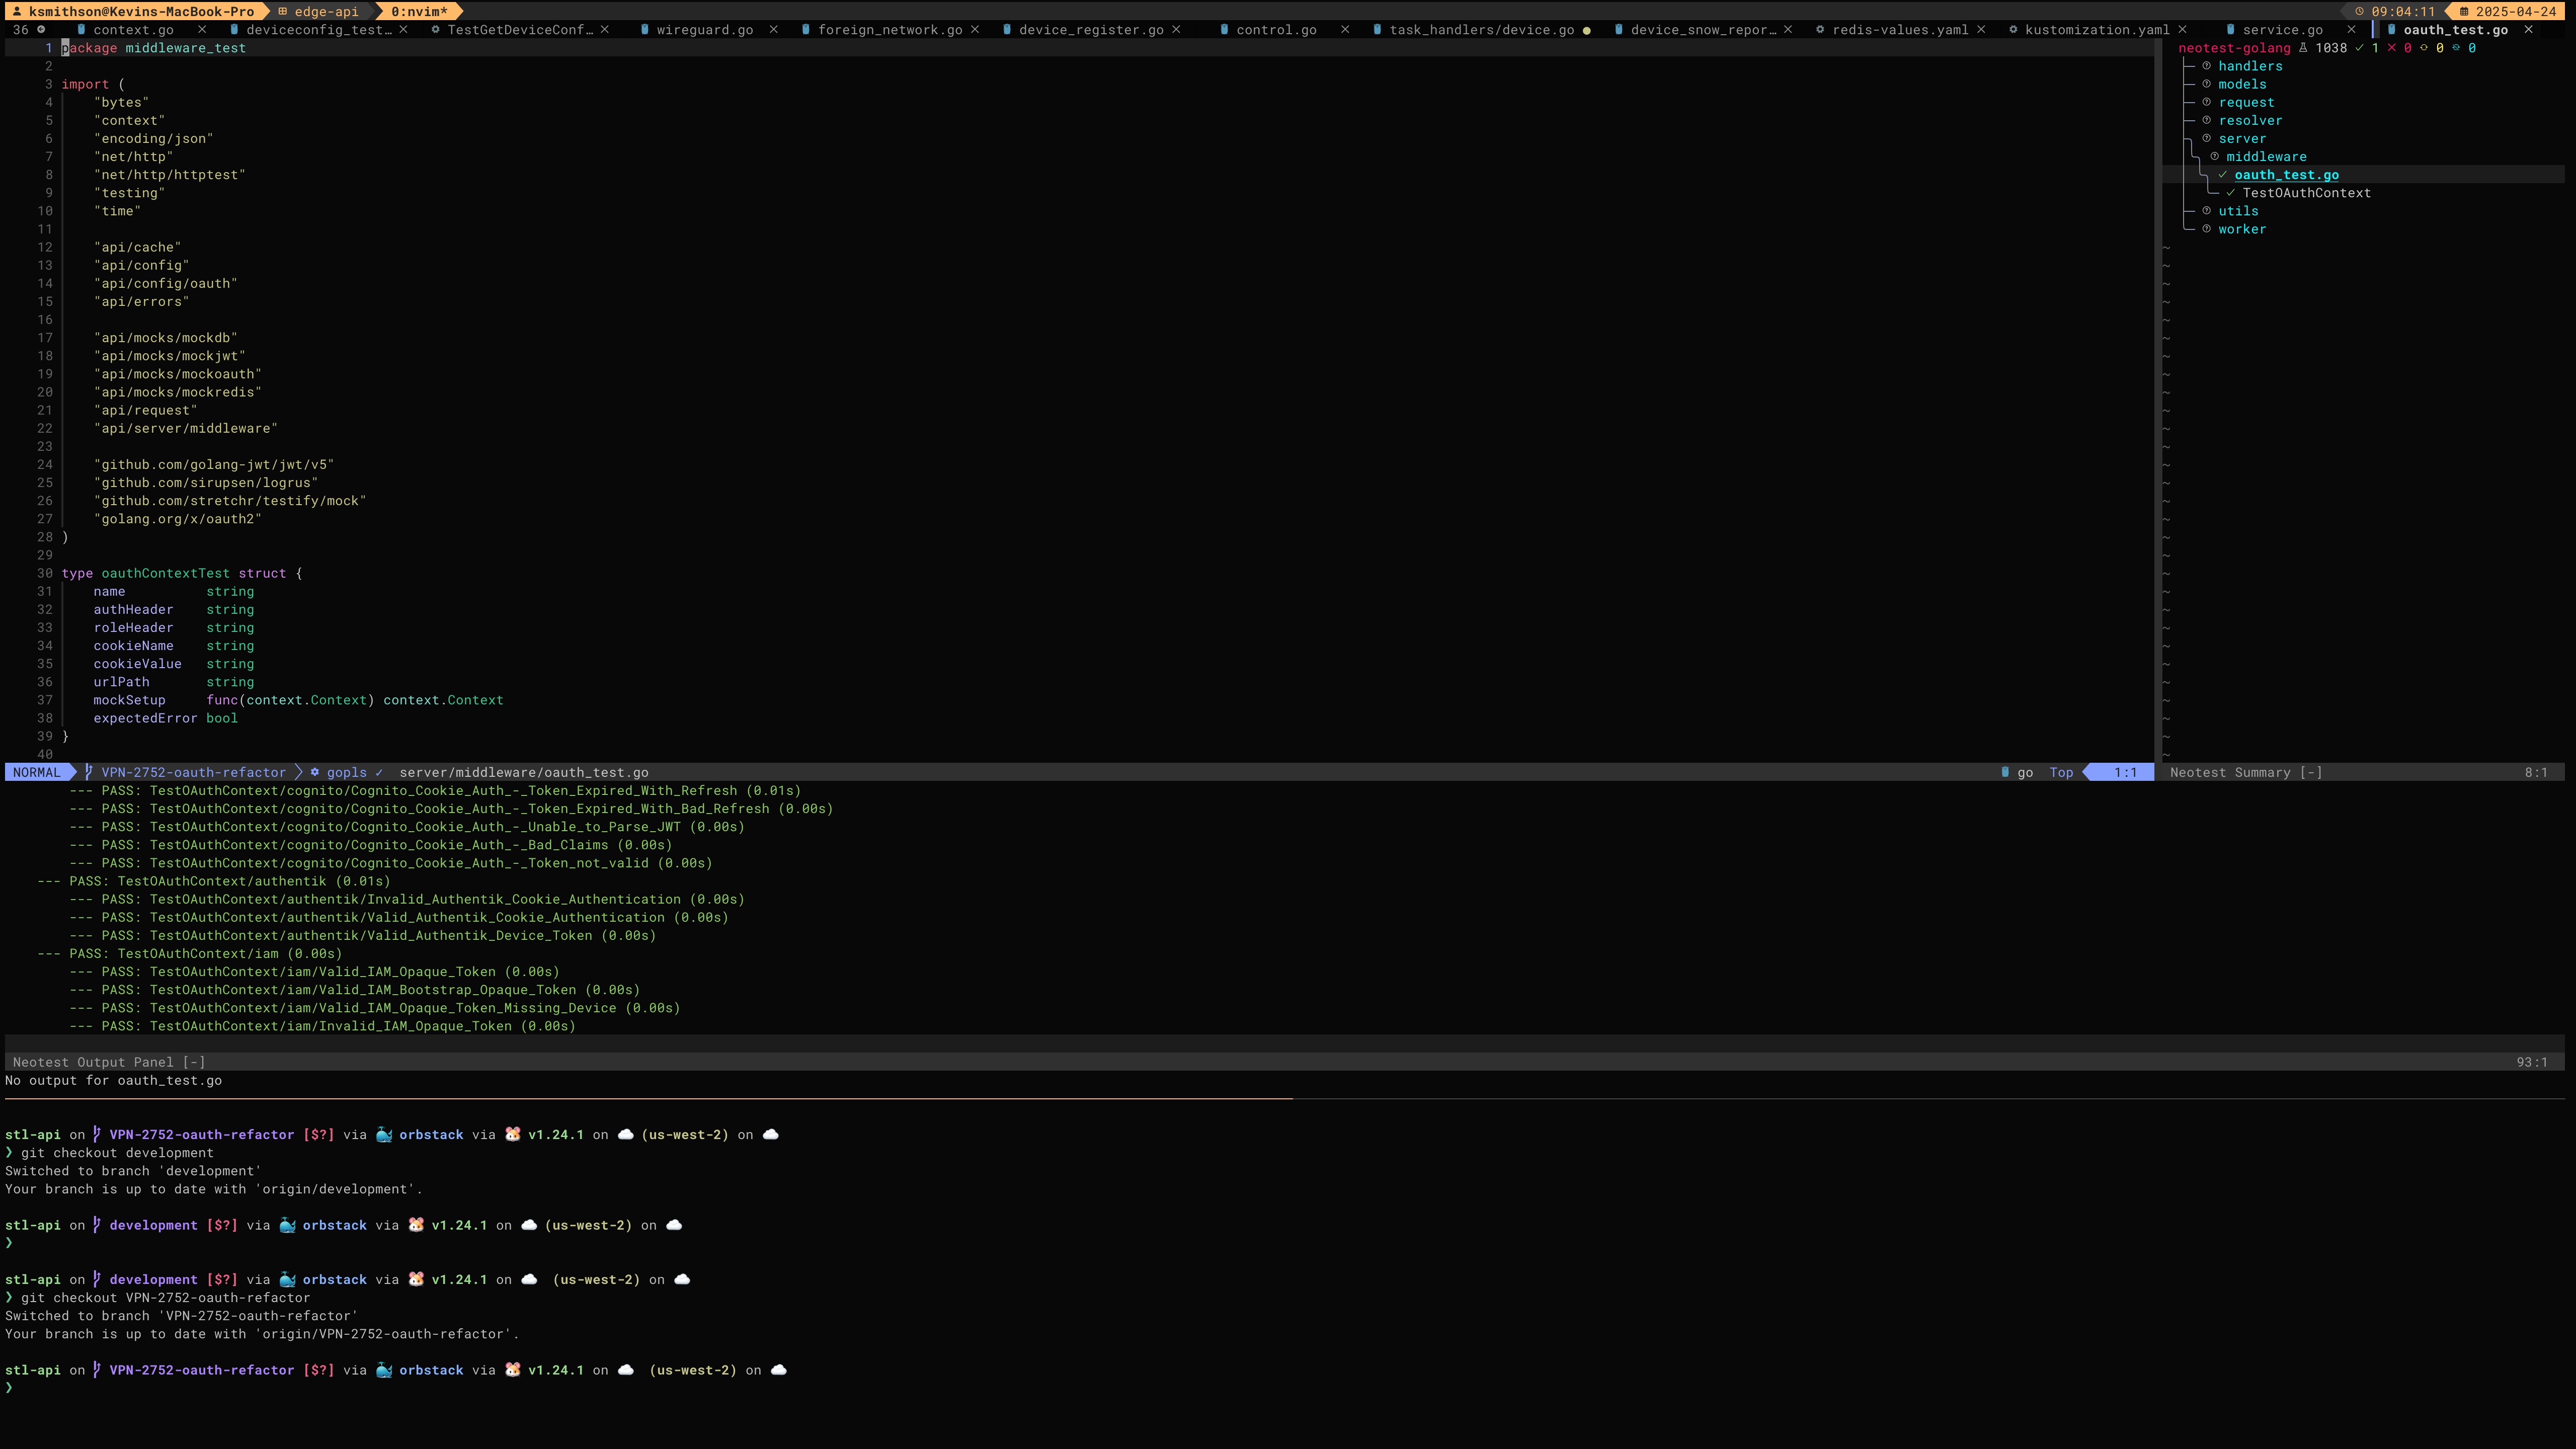 ksmithson@Kevins-MacBook-Pro edge-api 0:nvim* 09:04:11 2025-04-24
36 context.go × deviceconfig_test… × TestGetDeviceConf… × wireguard.go × foreign_network.go × device_register.go × control.go × task_handlers/device.go ● device_snow_repor… × redis-values.yaml × kustomization.yaml × service.go × oauth_test.go ×
1 package middleware_test
2
3 import (
4 "bytes"
5 "context"
6 "encoding/json"
7 "net/http"
8 "net/http/httptest"
9 "testing"
10 "time"
11
12 "api/cache"
13 "api/config"
14 "api/config/oauth"
15 "api/errors"
16
17 "api/mocks/mockdb"
18 "api/mocks/mockjwt"
19 "api/mocks/mockoauth"
20 "api/mocks/mockredis"
21 "api/request"
22 "api/server/middleware"
23
24 "github.com/golang-jwt/jwt/v5"
25 "github.com/sirupsen/logrus"
26 "github.com/stretchr/testify/mock"
27 "golang.org/x/oauth2"
28 )
29
30 type oauthContextTest struct {
31 name string
32 authHeader string
33 roleHeader string
34 cookieName string
35 cookieValue string
36 urlPath string
37 mockSetup func(context.Context) context.Context
38 expectedError bool
39 }
40
neotest-golang 1038 ✓ 1 × 0 0 0
handlers
models
request
resolver
server
middleware
✓ oauth_test.go
✓ TestOAuthContext
utils
worker
NORMAL VPN-2752-oauth-refactor gopls ✓ server/middleware/oauth_test.go go Top 1:1
Neotest Summary [-] 8:1
--- PASS: TestOAuthContext/cognito/Cognito_Cookie_Auth_-_Token_Expired_With_Refresh (0.01s)
--- PASS: TestOAuthContext/cognito/Cognito_Cookie_Auth_-_Token_Expired_With_Bad_Refresh (0.00s)
--- PASS: TestOAuthContext/cognito/Cognito_Cookie_Auth_-_Unable_to_Parse_JWT (0.00s)
--- PASS: TestOAuthContext/cognito/Cognito_Cookie_Auth_-_Bad_Claims (0.00s)
--- PASS: TestOAuthContext/cognito/Cognito_Cookie_Auth_-_Token_not_valid (0.00s)
--- PASS: TestOAuthContext/authentik (0.01s)
--- PASS: TestOAuthContext/authentik/Invalid_Authentik_Cookie_Authentication (0.00s)
--- PASS: TestOAuthContext/authentik/Valid_Authentik_Cookie_Authentication (0.00s)
--- PASS: TestOAuthContext/authentik/Valid_Authentik_Device_Token (0.00s)
--- PASS: TestOAuthContext/iam (0.00s)
--- PASS: TestOAuthContext/iam/Valid_IAM_Opaque_Token (0.00s)
--- PASS: TestOAuthContext/iam/Valid_IAM_Bootstrap_Opaque_Token (0.00s)
--- PASS: TestOAuthContext/iam/Valid_IAM_Opaque_Token_Missing_Device (0.00s)
--- PASS: TestOAuthContext/iam/Invalid_IAM_Opaque_Token (0.00s)
Neotest Output Panel [-] 93:1
No output for oauth_test.go
stl-api on VPN-2752-oauth-refactor [$?] via 🐳 orbstack via 🐹 v1.24.1 on ☁️ (us-west-2) on ☁️
❯ git checkout development
Switched to branch 'development'
Your branch is up to date with 'origin/development'.
stl-api on development [$?] via 🐳 orbstack via 🐹 v1.24.1 on ☁️ (us-west-2) on ☁️
❯
stl-api on development [$?] via 🐳 orbstack via 🐹 v1.24.1 on ☁️ (us-west-2) on ☁️
❯ git checkout VPN-2752-oauth-refactor
Switched to branch 'VPN-2752-oauth-refactor'
Your branch is up to date with 'origin/VPN-2752-oauth-refactor'.
stl-api on VPN-2752-oauth-refactor [$?] via 🐳 orbstack via 🐹 v1.24.1 on ☁️ (us-west-2) on ☁️
❯